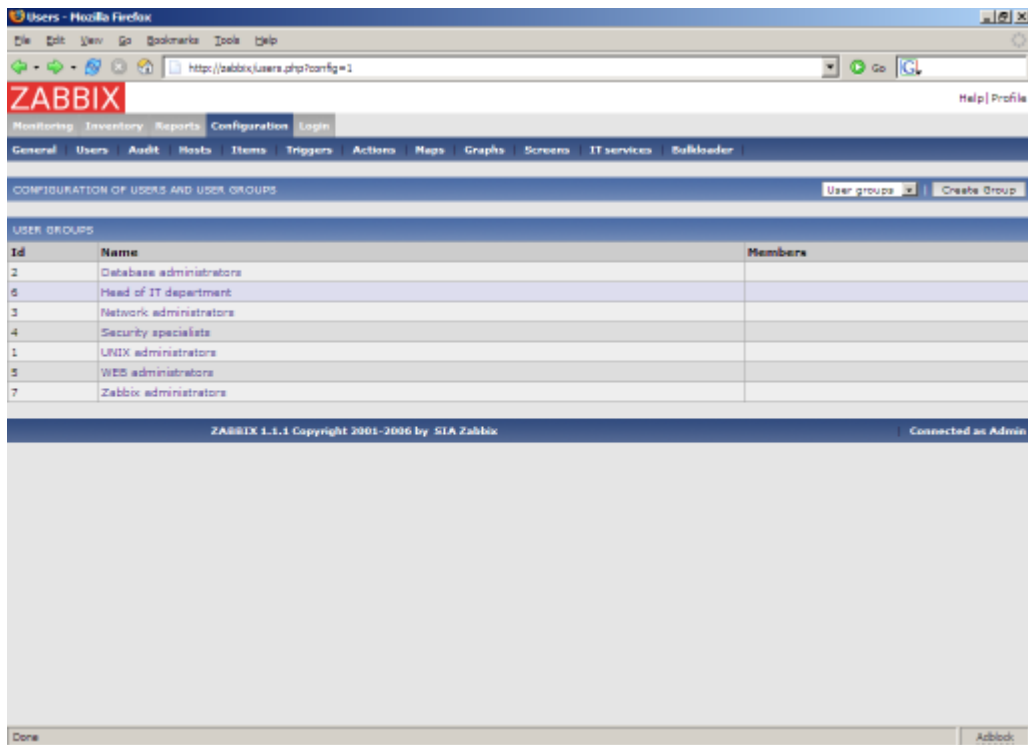 Users - Mozilla Firefox
File Edit View Go Bookmarks Tools Help
http://zabbix/users.php?config=1 Go G
ZABBIX Help | Profile
Monitoring Inventory Reports Configuration Login
General | Users | Audit | Hosts | Items | Triggers | Actions | Maps | Graphs | Screens | IT services | Bulkloader |
CONFIGURATION OF USERS AND USER GROUPS User groups | Create Group
USER GROUPS
Id Name Members
2 Database administrators
6 Head of IT department
3 Network administrators
4 Security specialists
1 UNIX administrators
5 WEB administrators
7 Zabbix administrators
ZABBIX 1.1.1 Copyright 2001-2006 by SIA Zabbix | Connected as Admin
Done Adblock